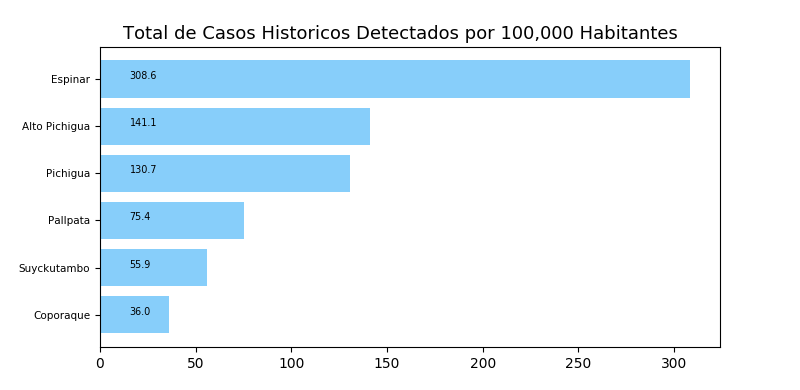 Total de Casos Historicos Detectados por 100,000 Habitantes
Espinar 308.6
Alto Pichigua 141.1
Pichigua 130.7
Pallpata 75.4
Suyckutambo 55.9
Coporaque 36.0
0 50 100 150 200 250 300